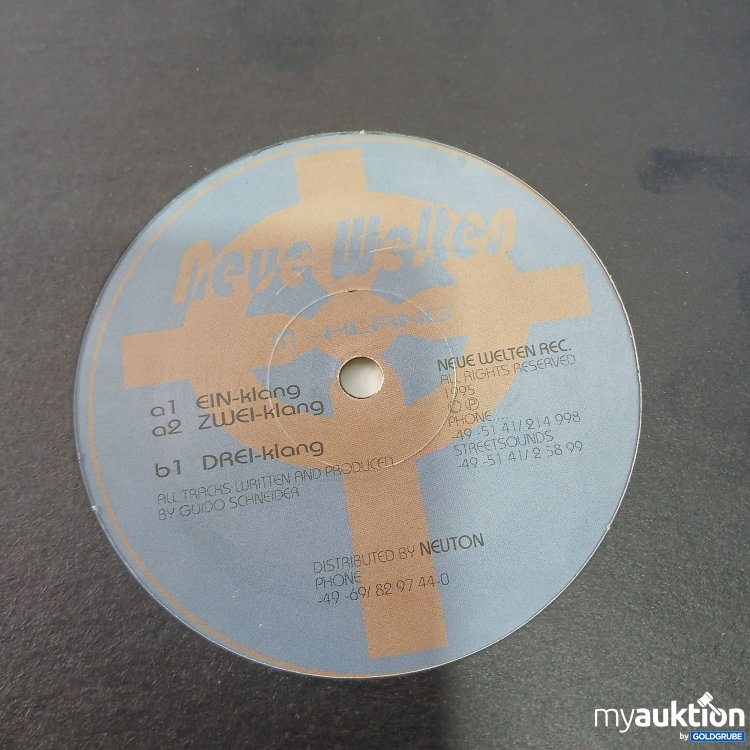 Neue Welten
a1 EIN-klang
a2 ZWEI-klang
b1 DREI-klang
ALL TRACKS WRITTEN AND PRODUCED
BY GUIDO SCHNEIDER
NEUE WELTEN REC.
ALL RIGHTS RESERVED
1995
© ℗
PHONE....
-49 -51 41/ 214 998
STREETSOUNDS
-49 -51 41/ 2 58 99
DISTRIBUTED BY NEUTON
PHONE
-49 -69/ 82 97 44-0
myauktion
by GOLDGRUBE